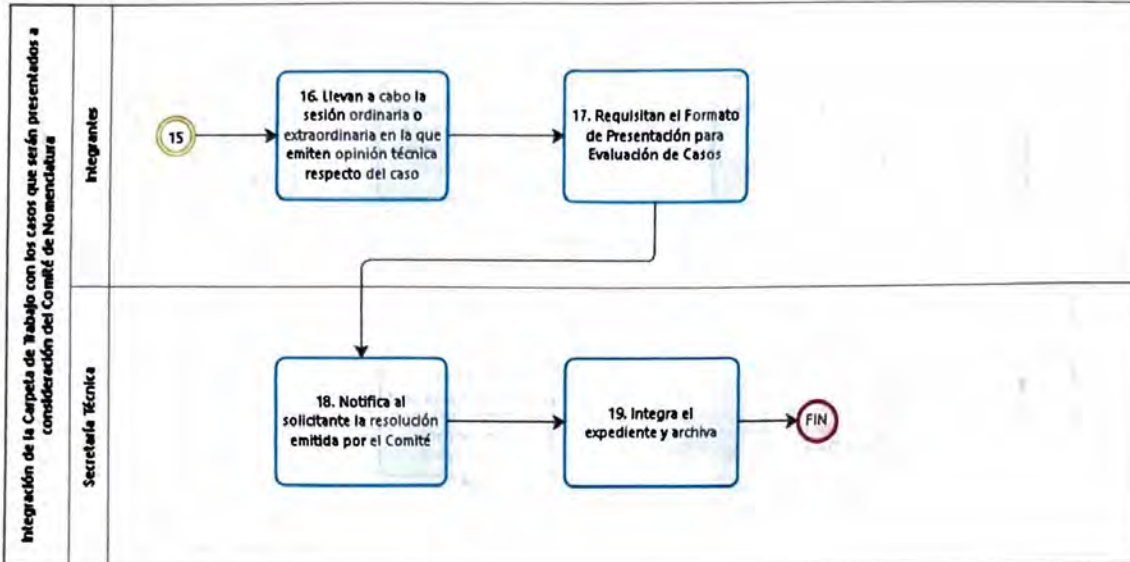 Integración de la Carpeta de Trabajo con los casos que serán presentados a
consideración del Comité de Nomenclatura
Integrantes
15
16. Llevan a cabo la
sesión ordinaria o
extraordinaria en la que
emiten opinión técnica
respecto del caso
17. Requisitan el Formato
de Presentación para
Evaluación de Casos
Secretaría Técnica
18. Notifica al
solicitante la resolución
emitida por el Comité
19. Integra el
expediente y archiva
FIN